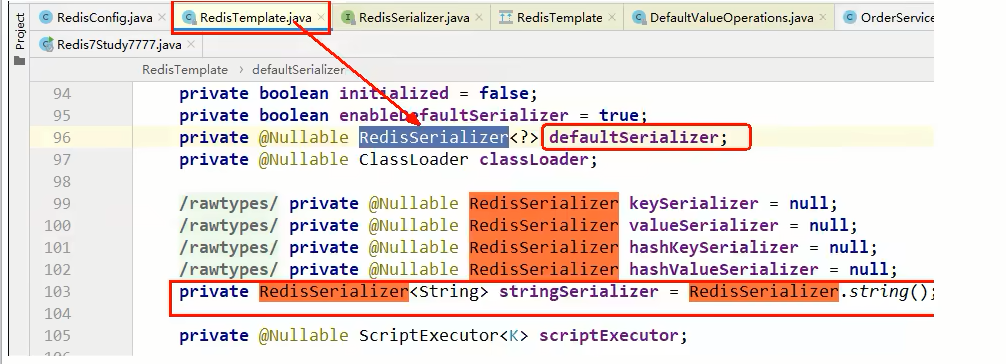 Project
RedisConfig.java RedisTemplate.java RedisSerializer.java RedisTemplate DefaultValueOperations.java OrderService
Redis7Study7777.java
RedisTemplate > defaultSerializer
94 private boolean initialized = false;
95 private boolean enableDefaultSerializer = true;
96 private @Nullable RedisSerializer<?> defaultSerializer;
97 private @Nullable ClassLoader classLoader;
98
99 /rawtypes/ private @Nullable RedisSerializer keySerializer = null;
100 /rawtypes/ private @Nullable RedisSerializer valueSerializer = null;
101 /rawtypes/ private @Nullable RedisSerializer hashKeySerializer = null;
102 /rawtypes/ private @Nullable RedisSerializer hashValueSerializer = null;
103 private RedisSerializer<String> stringSerializer = RedisSerializer.string();
104
105 private @Nullable ScriptExecutor<K> scriptExecutor;
106